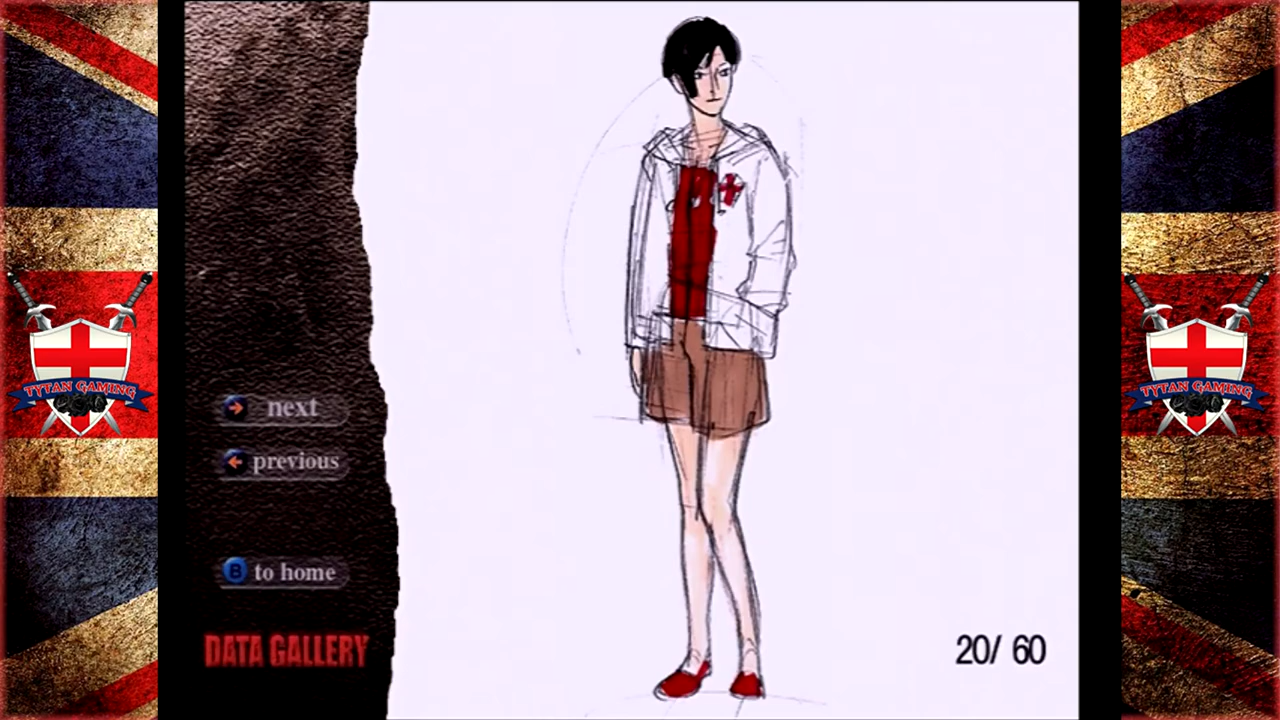 next
previous
B to home
DATA GALLERY
20/ 60
TYTAN GAMING
TYTAN GAMING